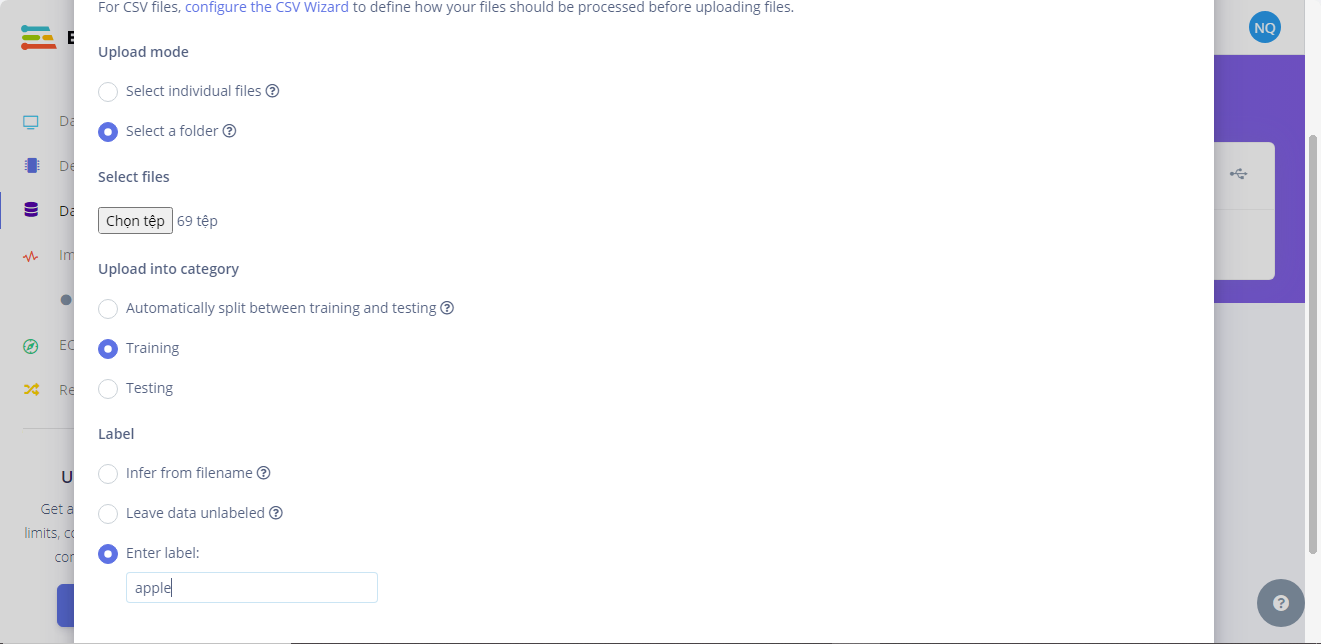 For CSV files, configure the CSV Wizard to define how your files should be processed before uploading files.
E
NQ
Upload mode
Select individual files ?
Da
Select a folder ?
De
Select files
Da
Chọn tệp 69 tệp
Im
Upload into category
Automatically split between training and testing ?
EO
Training
Re
Testing
Label
Infer from filename ?
U
Get a
Leave data unlabeled ?
limits, co
Enter label:
con
apple
?